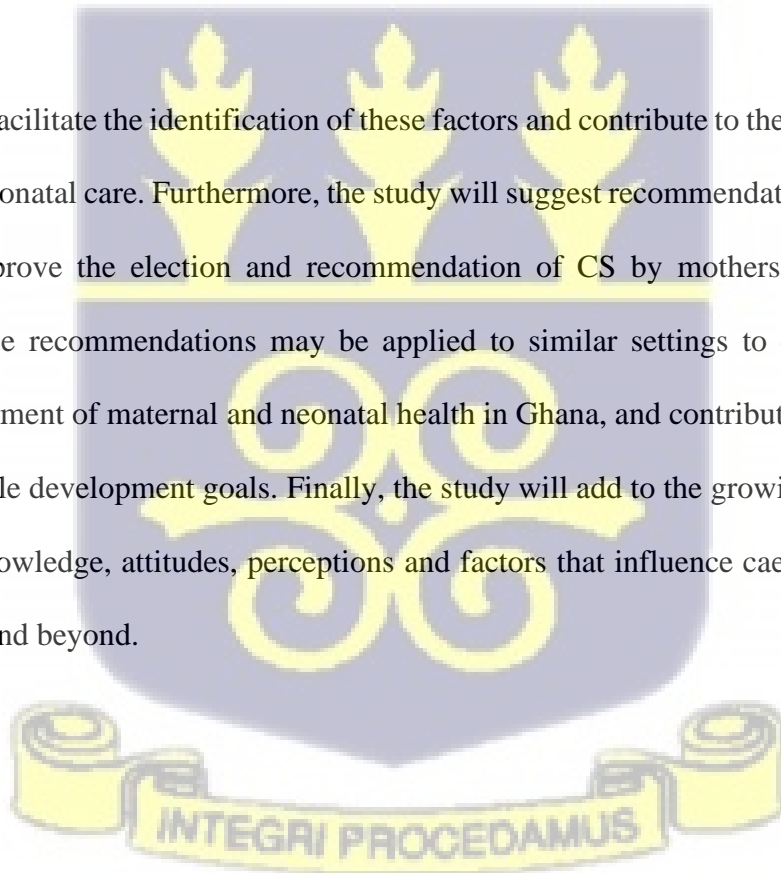 acilitate the identification of these factors and contribute to the
onatal care. Furthermore, the study will suggest recommendat
prove the election and recommendation of CS by mothers
e recommendations may be applied to similar settings to
ment of maternal and neonatal health in Ghana, and contribut
le development goals. Finally, the study will add to the growi
owledge, attitudes, perceptions and factors that influence cae
nd beyond.
INTEGRI PROCEDAMUS